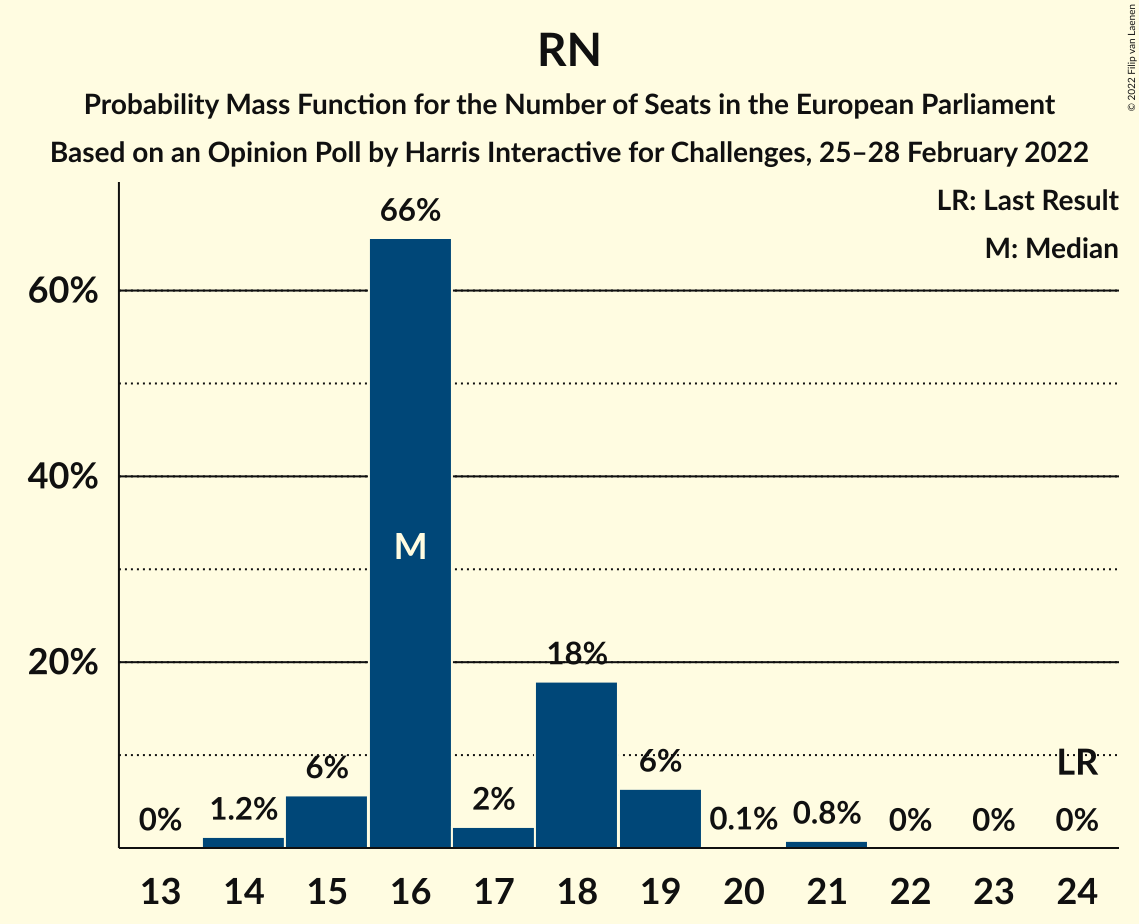 RN
Probability Mass Function for the Number of Seats in the European Parliament
Based on an Opinion Poll by Harris Interactive for Challenges, 25–28 February 2022
© 2022 Filip van Laenen
LR: Last Result
M: Median
60%
40%
20%
0%
1.2%
6%
66%
M
2%
18%
6%
0.1%
0.8%
0%
0%
LR
0%
13 14 15 16 17 18 19 20 21 22 23 24